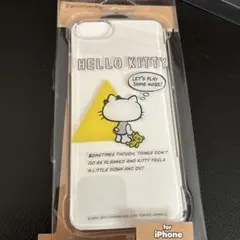 HELLO KITTY
LET'S PLAY
SOME MORE!
SOMETIMES THOUGH, THINGS DON'T
GO AS PLANNED AND KITTY FEELS
A LITTLE DOWN AND OUT
for
iPhone